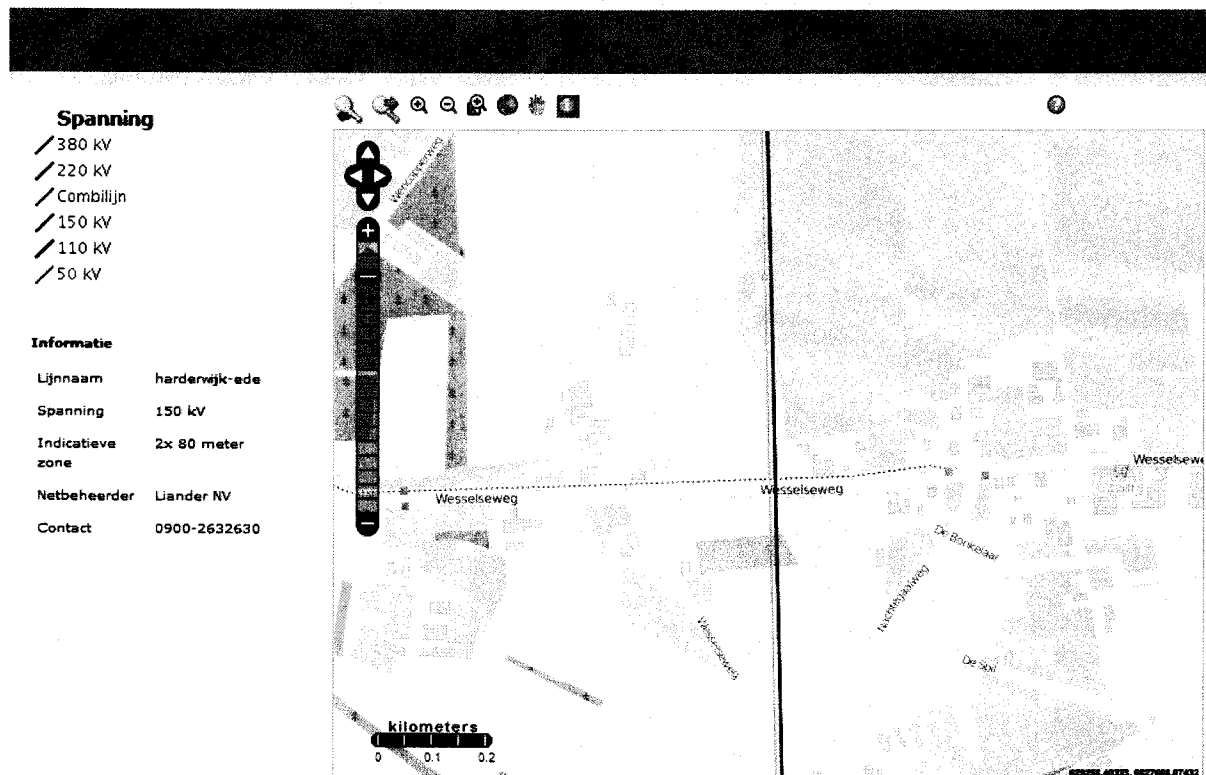 Spanning
380 kV
220 kV
Combilijn
150 kV
110 kV
50 kV
Informatie
Lijnnaam harderwijk-ede
Spanning 150 kV
Indicatieve zone 2x 80 meter
Netbeheerder Liander NV
Contact 0900-2632630
Wesselseweg
Wesselseweg
Wesselsewe
De Bonkelaar
Nachtegaalweg
De Spil
kilometers
0 0.1 0.2